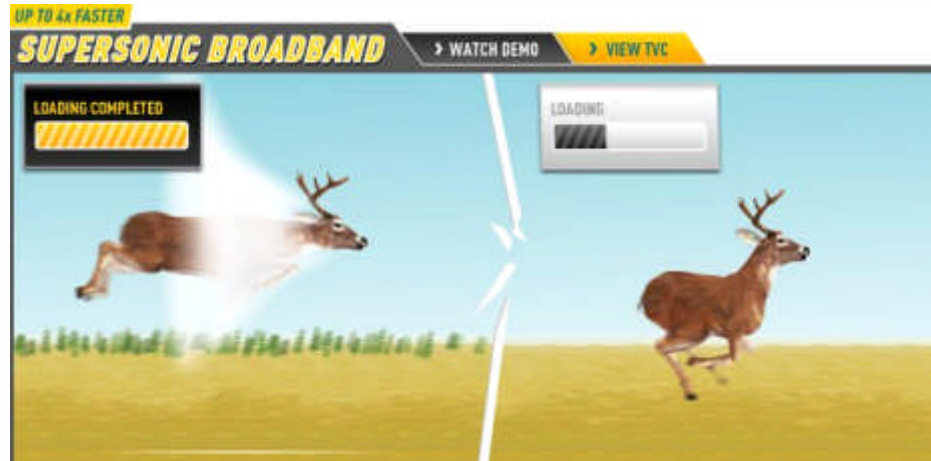 UP TO 4x FASTER
SUPERSONIC BROADBAND
WATCH DEMO
VIEW TVC
LOADING COMPLETED
LOADING